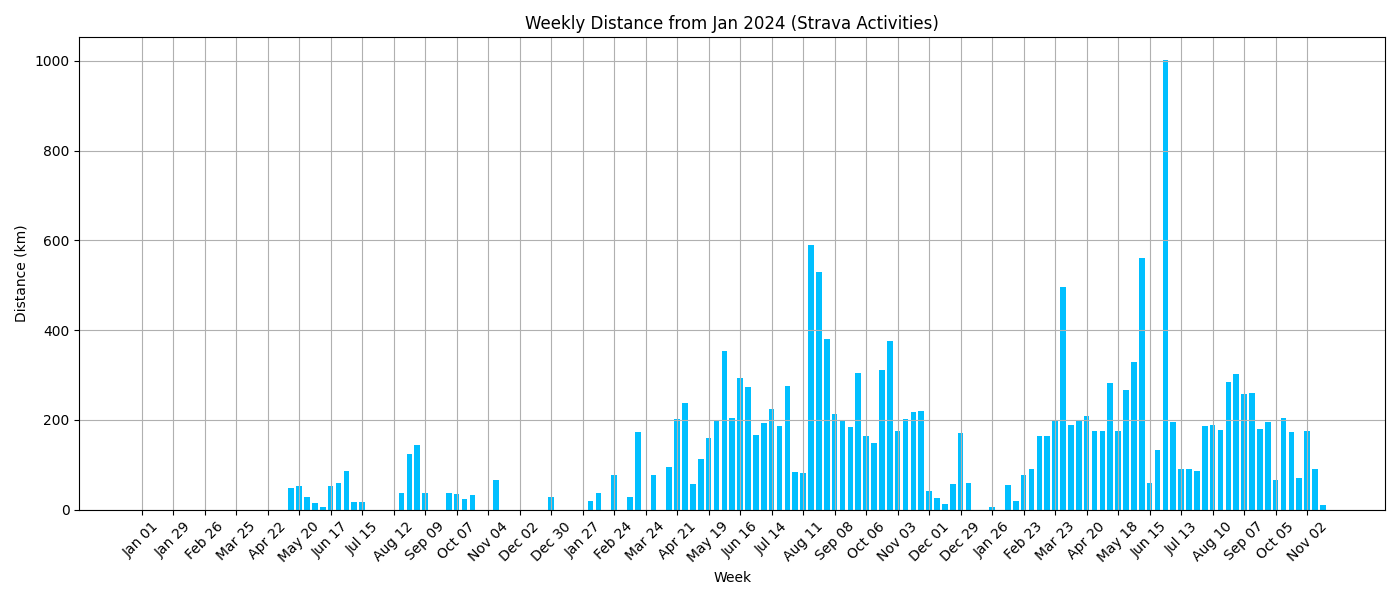 Weekly Distance from Jan 2024 (Strava Activities)
1000
800
600
400
200
0
Distance (km)
Jan 01 Jan 29 Feb 26 Mar 25 Apr 22 May 20 Jun 17 Jul 15 Aug 12 Sep 09 Oct 07 Nov 04 Dec 02 Dec 30 Jan 27 Feb 24 Mar 24 Apr 21 May 19 Jun 16 Jul 14 Aug 11 Sep 08 Oct 06 Nov 03 Dec 01 Dec 29 Jan 26 Feb 23 Mar 23 Apr 20 May 18 Jun 15 Jul 13 Aug 10 Sep 07 Oct 05 Nov 02
Week